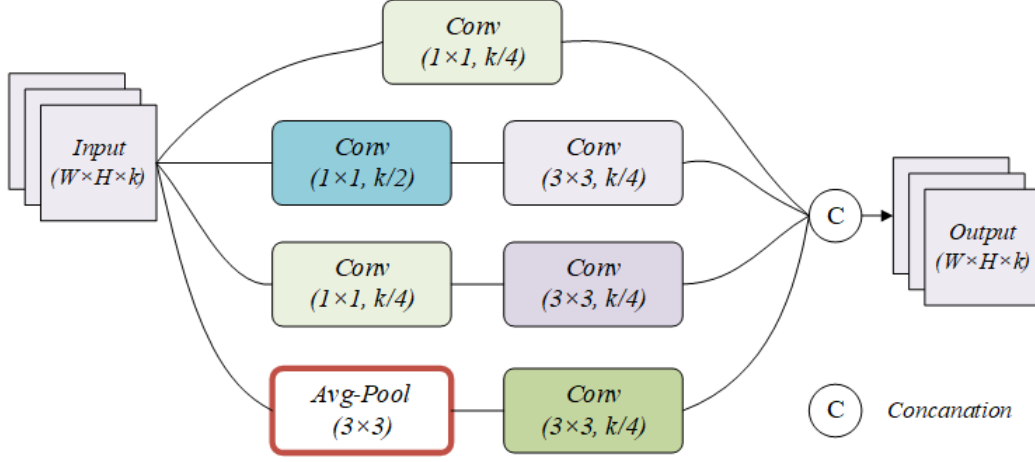 Conv
(1×1, k/4)
Input
(W×H×k)
Conv
(1×1, k/2)
Conv
(3×3, k/4)
C
Output
(W×H×k)
Conv
(1×1, k/4)
Conv
(3×3, k/4)
Avg-Pool
(3×3)
Conv
(3×3, k/4)
C
Concanation